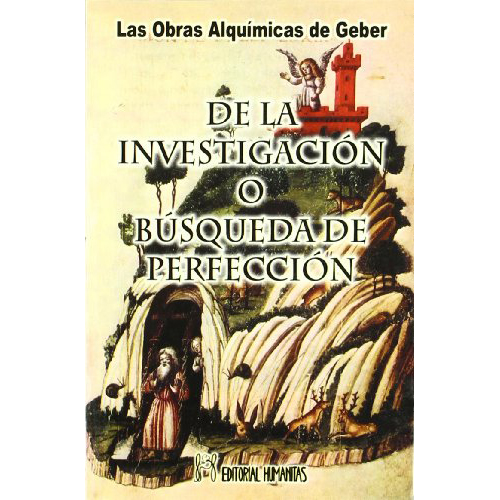 Las Obras Alquímicas de Geber
DE LA
INVESTIGACIÓN
O
BÚSQUEDA DE
PERFECCIÓN
EDITORIAL HUMANITAS